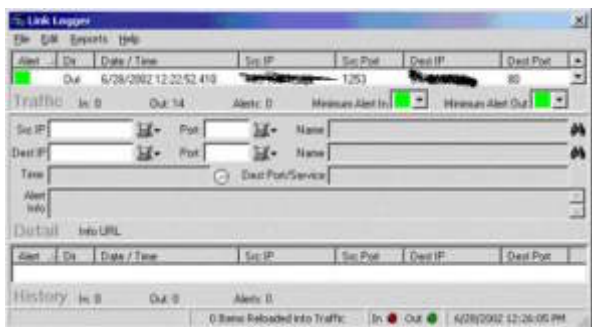 Link Logger
File Edit Reports Help
Alert Dir Date / Time Src IP Src Port Dest IP Dest Port
Out 6/28/2002 12:22:52.410 1253 80
Traffic In: 0 Out: 14 Alerts: 0 Minimum Alert In: Minimum Alert Out:
Src IP Port Name
Dest IP Port Name
Time Dest Port/Service
Alert
Info
Detail Info URL
Alert Dir Date / Time Src IP Src Port Dest IP Dest Port
History In: 0 Out: 0 Alerts: 0
0 Items Reloaded into Traffic In Out 6/28/2002 12:26:05 PM